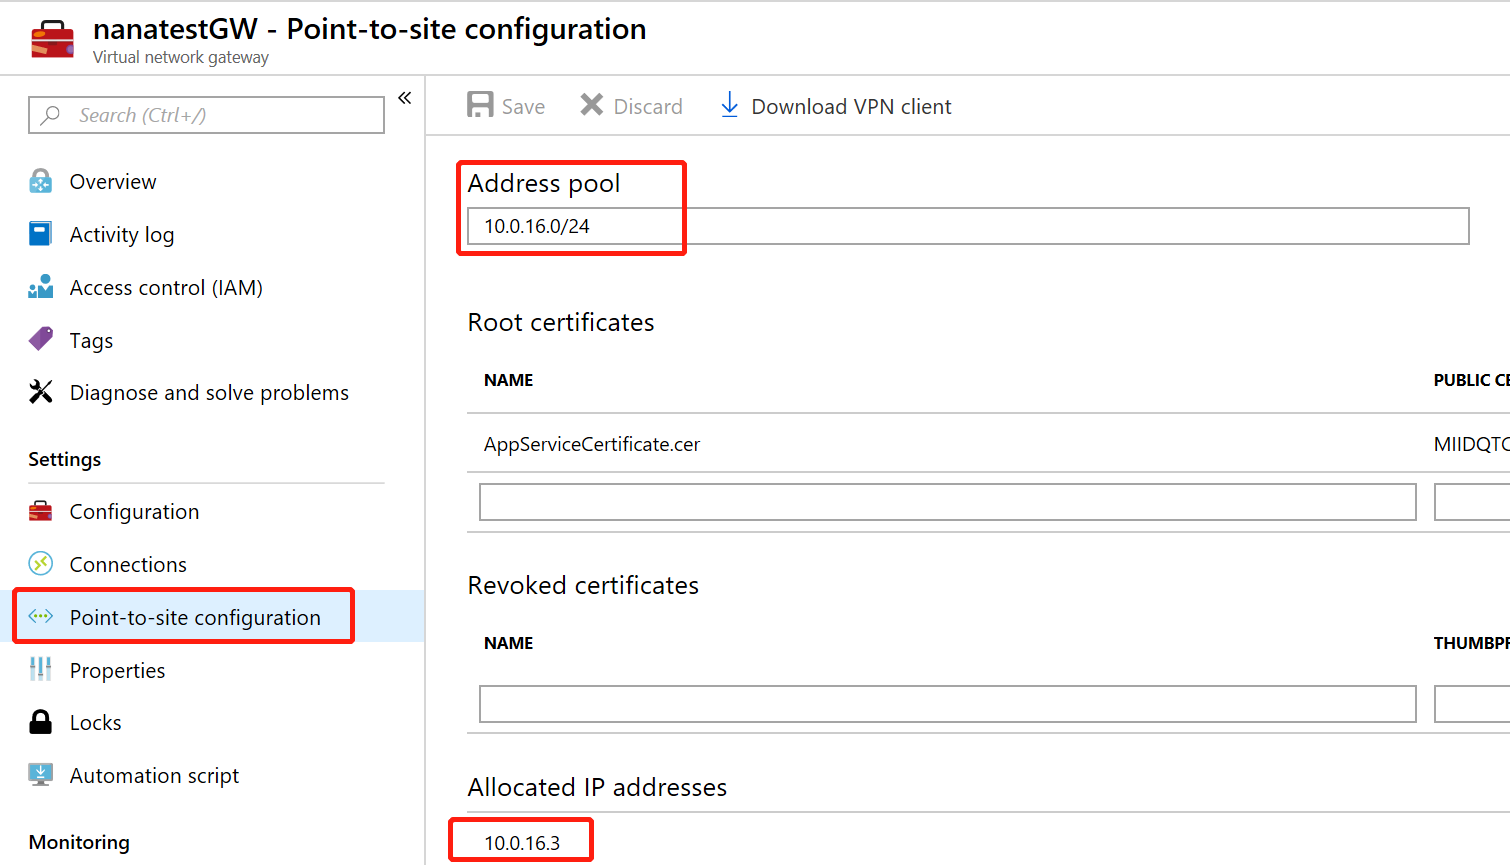 nanatestGW - Point-to-site configuration
Virtual network gateway
Search (Ctrl+/)
«
Save
Discard
Download VPN client
Overview
Activity log
Access control (IAM)
Tags
Diagnose and solve problems
Settings
Configuration
Connections
Point-to-site configuration
Properties
Locks
Automation script
Monitoring
Address pool
10.0.16.0/24
Root certificates
NAME PUBLIC CE
AppServiceCertificate.cer MIIDQTC
Revoked certificates
NAME THUMBPR
Allocated IP addresses
10.0.16.3